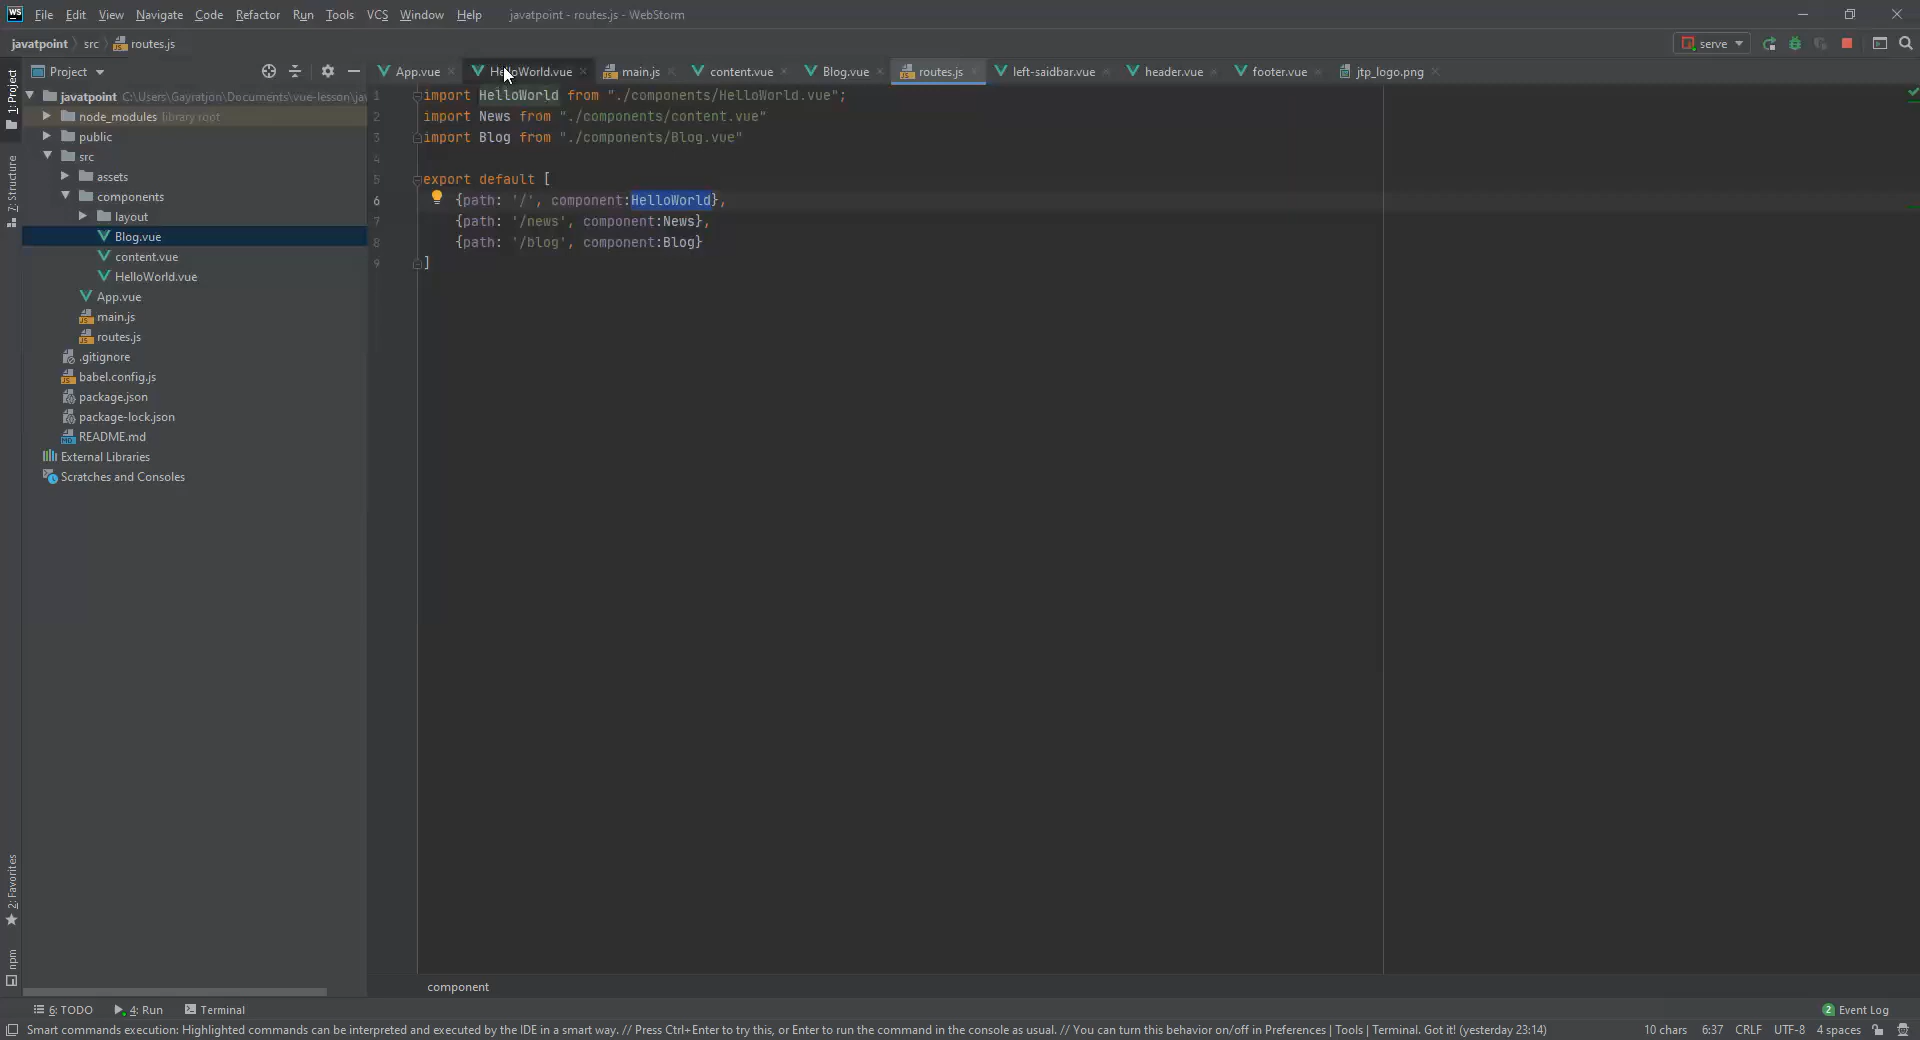 File Edit View Navigate Code Refactor Run Tools VCS Window Help javatpoint - routes.js - WebStorm
javatpoint src routes.js serve
1: Project
7: Structure
2: Favorites
npm
Project
javatpoint C:\Users\Gayratjon\Documents\vue-lesson\jav
node_modules library root
public
src
assets
components
layout
Blog.vue
content.vue
HelloWorld.vue
App.vue
main.js
routes.js
.gitignore
babel.config.js
package.json
package-lock.json
README.md
External Libraries
Scratches and Consoles
App.vue HelloWorld.vue main.js content.vue Blog.vue routes.js left-saidbar.vue header.vue footer.vue jtp_logo.png
1 import HelloWorld from "./components/HelloWorld.vue";
2 import News from "./components/content.vue"
3 import Blog from "./components/Blog.vue"
4
5 export default [
6 {path: '/', component:HelloWorld},
7 {path: '/news', component:News},
8 {path: '/blog', component:Blog}
9 ]
component
6: TODO 4: Run Terminal 2 Event Log
Smart commands execution: Highlighted commands can be interpreted and executed by the IDE in a smart way. // Press Ctrl+Enter to try this, or Enter to run the command in the console as usual. // You can turn this behavior on/off in Preferences | Tools | Terminal. Got it! (yesterday 23:14) 10 chars 6:37 CRLF UTF-8 4 spaces